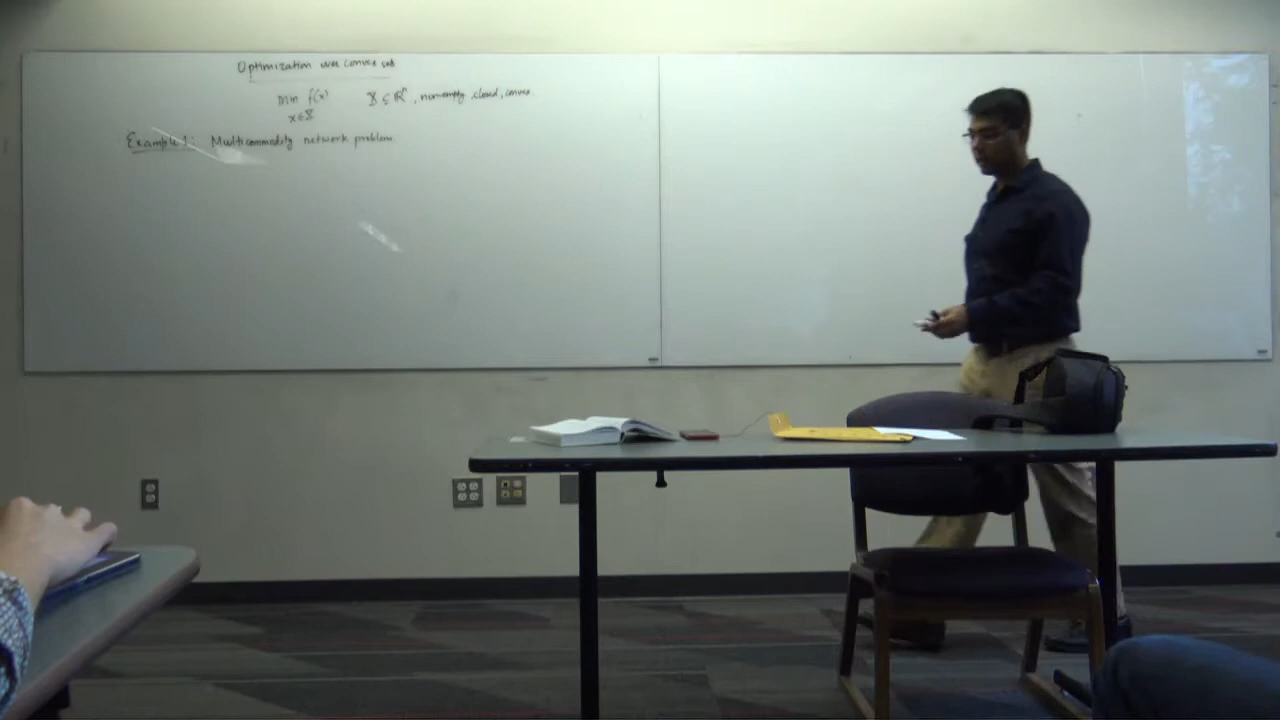 Optimization over convex sets
min f(x) X ⊆ ℝⁿ, nonempty closed, convex.
x∈X
Example 1: Multicommodity network problem.